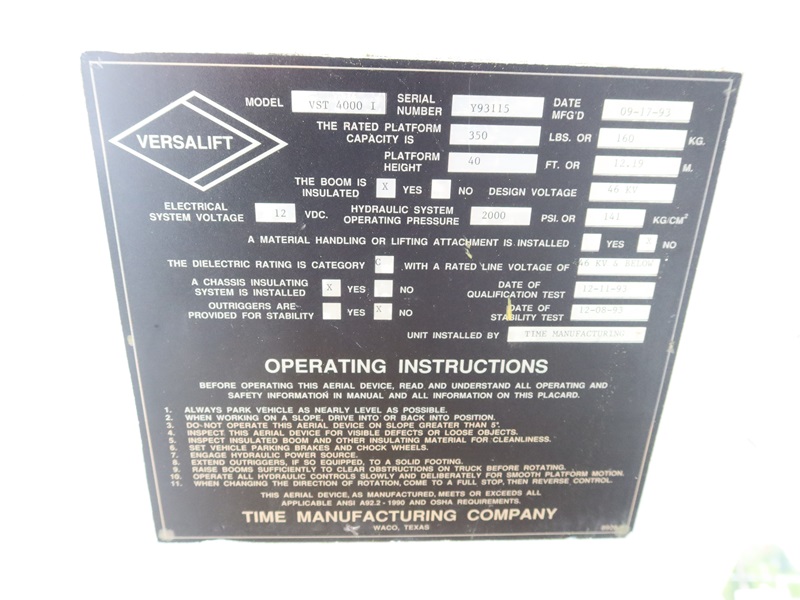 VERSALIFT
MODEL VST 4000 I SERIAL NUMBER Y93115 DATE MFG'D 09-17-93
THE RATED PLATFORM CAPACITY IS 350 LBS. OR 160 KG.
PLATFORM HEIGHT 40 FT. OR 12.19 M.
THE BOOM IS INSULATED X YES NO DESIGN VOLTAGE 46 KV
ELECTRICAL SYSTEM VOLTAGE 12 VDC. HYDRAULIC SYSTEM OPERATING PRESSURE 2000 PSI. OR 141 KG/CM²
A MATERIAL HANDLING OR LIFTING ATTACHMENT IS INSTALLED YES X NO
THE DIELECTRIC RATING IS CATEGORY C WITH A RATED LINE VOLTAGE OF 46 KV & BELOW
A CHASSIS INSULATING SYSTEM IS INSTALLED X YES NO DATE OF QUALIFICATION TEST 12-11-93
OUTRIGGERS ARE PROVIDED FOR STABILITY YES X NO DATE OF STABILITY TEST 12-08-93
UNIT INSTALLED BY TIME MANUFACTURING
OPERATING INSTRUCTIONS
BEFORE OPERATING THIS AERIAL DEVICE, READ AND UNDERSTAND ALL OPERATING AND
SAFETY INFORMATION IN MANUAL AND ALL INFORMATION ON THIS PLACARD.
1. ALWAYS PARK VEHICLE AS NEARLY LEVEL AS POSSIBLE.
2. WHEN WORKING ON A SLOPE, DRIVE INTO OR BACK INTO POSITION.
3. DO-NOT OPERATE THIS AERIAL DEVICE ON SLOPE GREATER THAN 5°.
4. INSPECT THIS AERIAL DEVICE FOR VISIBLE DEFECTS OR LOOSE OBJECTS.
5. INSPECT INSULATED BOOM AND OTHER INSULATING MATERIAL FOR CLEANLINESS.
6. SET VEHICLE PARKING BRAKES AND CHOCK WHEELS.
7. ENGAGE HYDRAULIC POWER SOURCE.
8. EXTEND OUTRIGGERS, IF SO EQUIPPED, TO A SOLID FOOTING.
9. RAISE BOOMS SUFFICIENTLY TO CLEAR OBSTRUCTIONS ON TRUCK BEFORE ROTATING.
10. OPERATE ALL HYDRAULIC CONTROLS SLOWLY AND DELIBERATELY FOR SMOOTH PLATFORM MOTION.
11. WHEN CHANGING THE DIRECTION OF ROTATION, COME TO A FULL STOP, THEN REVERSE CONTROL.
THIS AERIAL DEVICE, AS MANUFACTURED, MEETS OR EXCEEDS ALL
APPLICABLE ANSI A92.2 - 1990 AND OSHA REQUIREMENTS.
TIME MANUFACTURING COMPANY
WACO, TEXAS